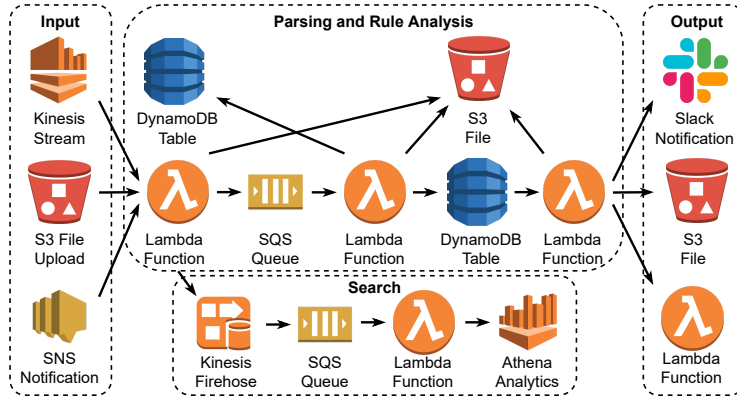 Input
Kinesis
Stream
S3 File
Upload
SNS
Notification
Parsing and Rule Analysis
DynamoDB
Table
S3
File
Lambda
Function
SQS
Queue
Lambda
Function
DynamoDB
Table
Lambda
Function
Search
Kinesis
Firehose
SQS
Queue
Lambda
Function
Athena
Analytics
Output
Slack
Notification
S3
File
Lambda
Function